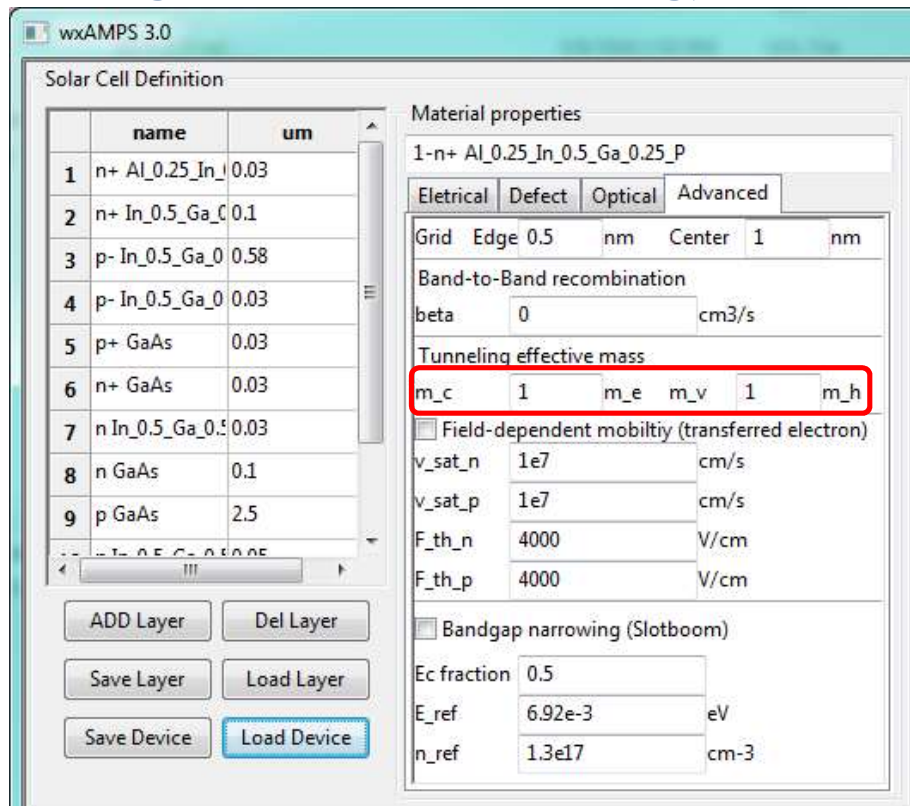 wxAMPS 3.0
Solar Cell Definition
name um
1 n+ Al_0.25_In_ 0.03
2 n+ In_0.5_Ga_0 0.1
3 p- In_0.5_Ga_0 0.58
4 p- In_0.5_Ga_0 0.03
5 p+ GaAs 0.03
6 n+ GaAs 0.03
7 n In_0.5_Ga_0.5 0.03
8 n GaAs 0.1
9 p GaAs 2.5
ADD Layer Del Layer
Save Layer Load Layer
Save Device Load Device
Material properties
1-n+ Al_0.25_In_0.5_Ga_0.25_P
Eletrical Defect Optical Advanced
Grid Edge 0.5 nm Center 1 nm
Band-to-Band recombination
beta 0 cm3/s
Tunneling effective mass
m_c 1 m_e m_v 1 m_h
Field-dependent mobiltiy (transferred electron)
v_sat_n 1e7 cm/s
v_sat_p 1e7 cm/s
F_th_n 4000 V/cm
F_th_p 4000 V/cm
Bandgap narrowing (Slotboom)
Ec fraction 0.5
E_ref 6.92e-3 eV
n_ref 1.3e17 cm-3